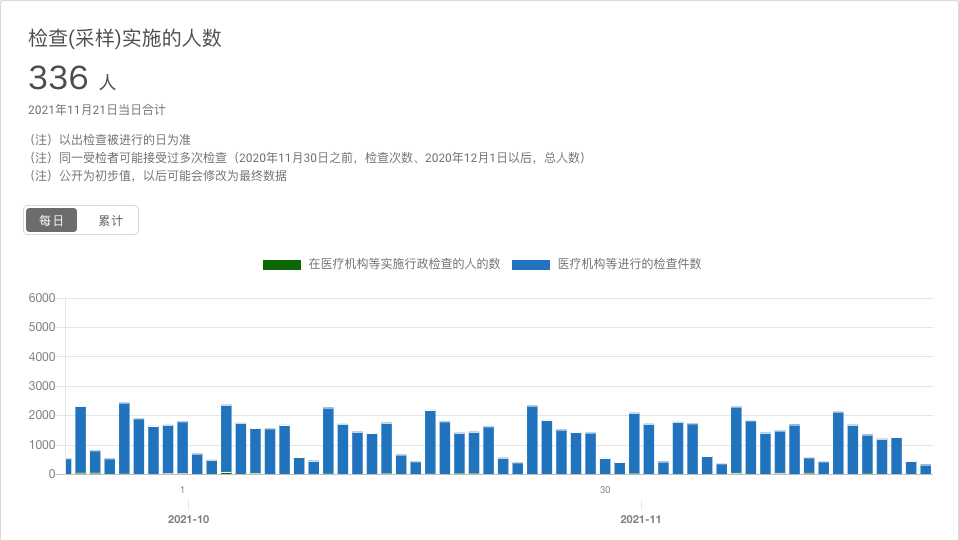 检查(采样)实施的人数
336 人
2021年11月21日当日合计
（注）以出检查被进行的日为准
（注）同一受检者可能接受过多次检查（2020年11月30日之前，检查次数、2020年12月1日以后，总人数）
（注）公开为初步值，以后可能会修改为最终数据
每日 累计
在医疗机构等实施行政检查的人的数 医疗机构等进行的检查件数
6000
5000
4000
3000
2000
1000
0
1 30
2021-10 2021-11